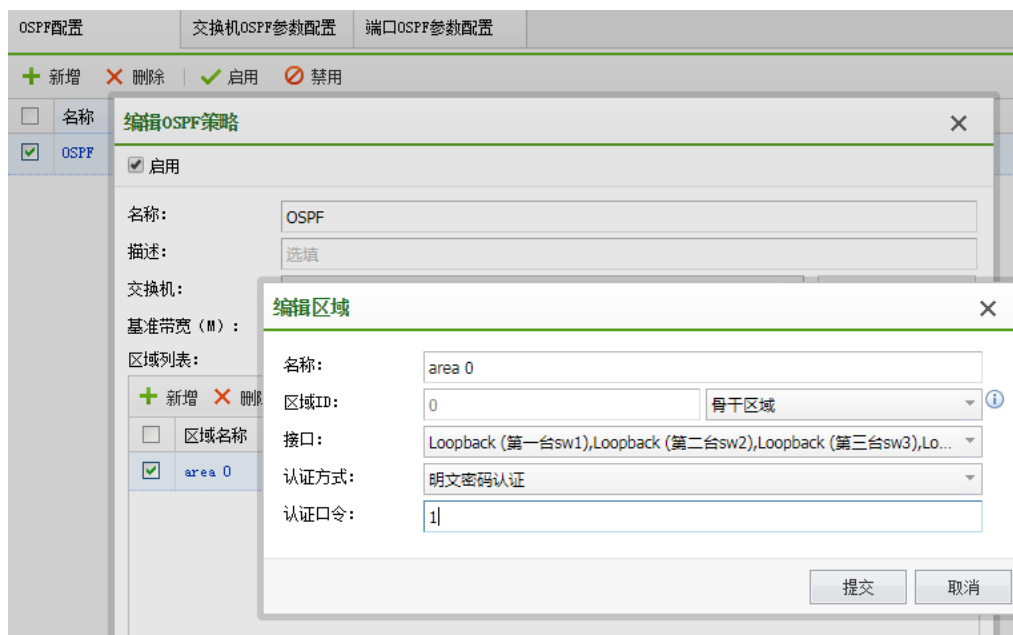 OSPF配置 交换机OSPF参数配置 端口OSPF参数配置
新增 删除 启用 禁用
名称
OSPF
编辑OSPF策略
启用
名称: OSPF
描述: 选填
交换机:
基准带宽 (M) :
区域列表:
新增
区域名称
area 0
编辑区域
名称: area 0
区域ID: 0 骨干区域
接口: Loopback (第一台sw1),Loopback (第二台sw2),Loopback (第三台sw3),Lo...
认证方式: 明文密码认证
认证口令: 1
提交 取消